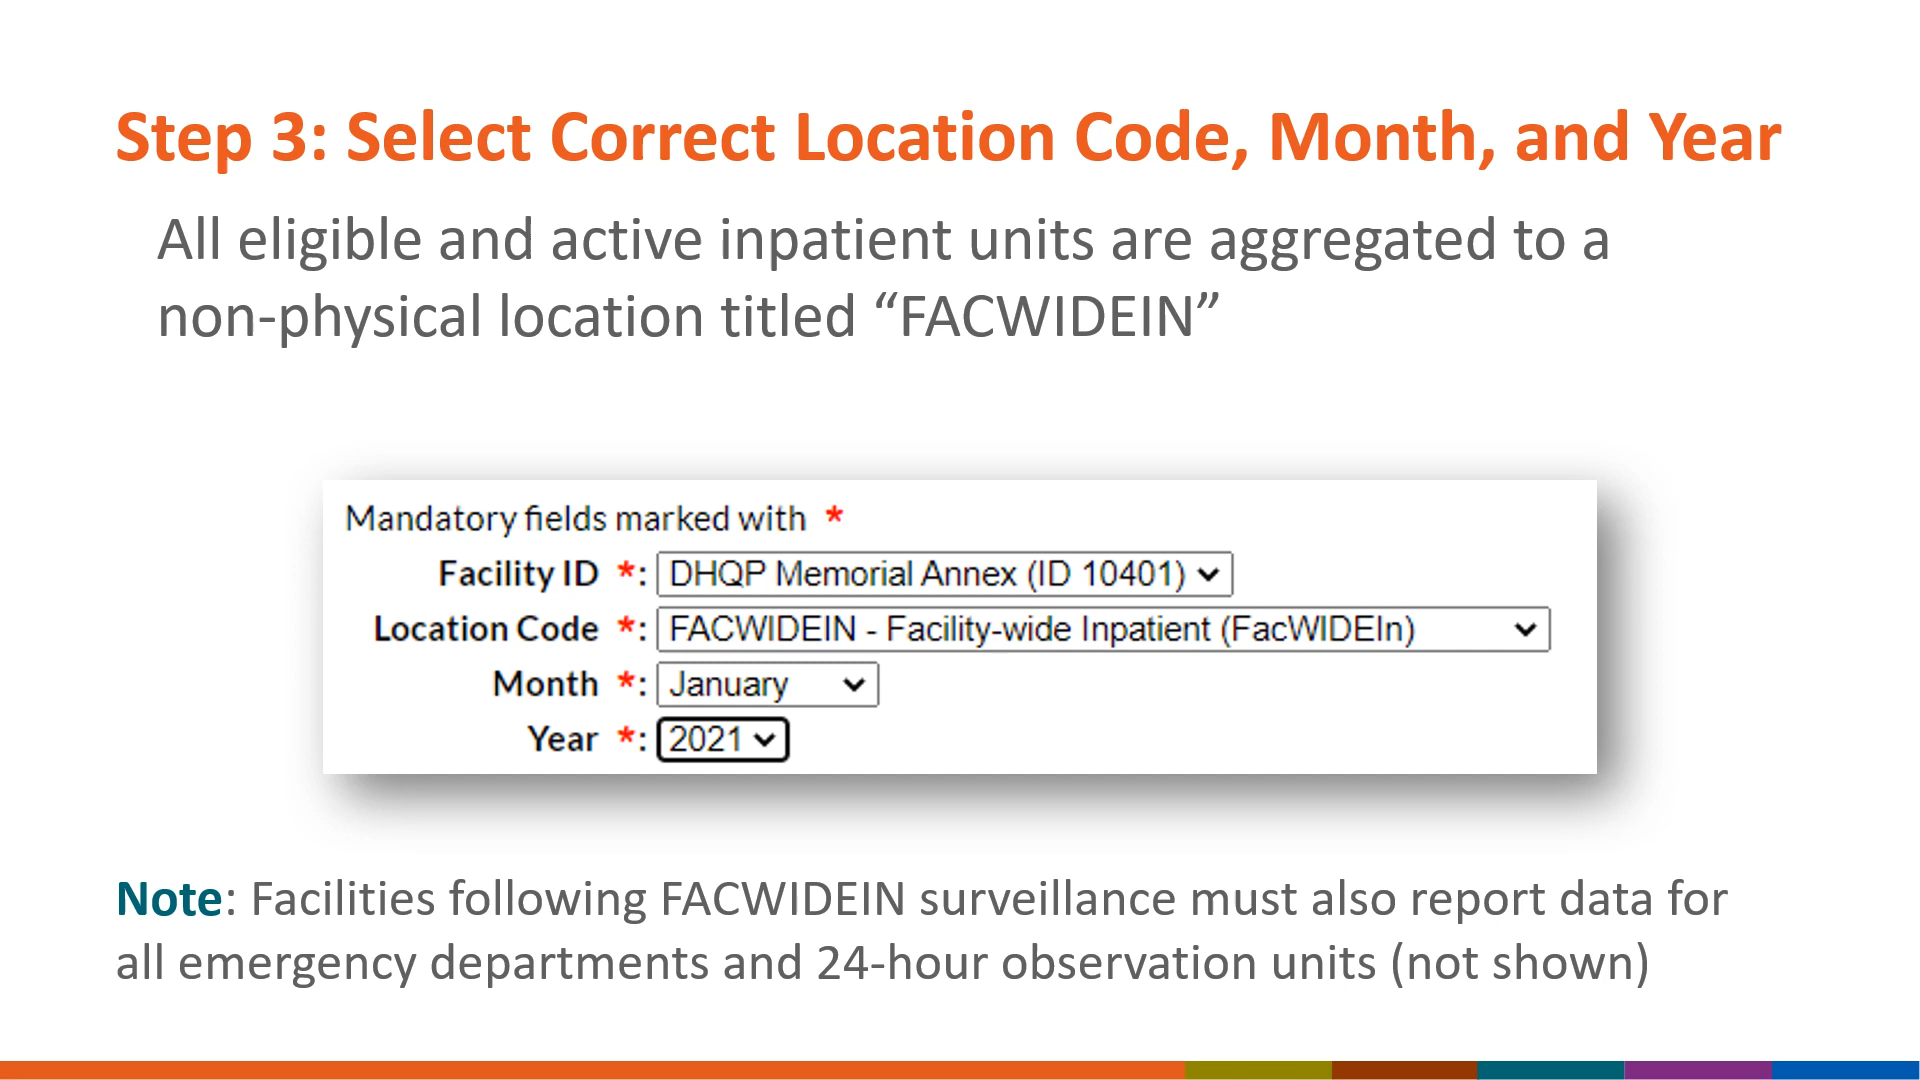 Step 3: Select Correct Location Code, Month, and Year
All eligible and active inpatient units are aggregated to a
non-physical location titled “FACWIDEIN”
Mandatory fields marked with *
Facility ID *: DHQP Memorial Annex (ID 10401)
Location Code *: FACWIDEIN - Facility-wide Inpatient (FacWIDEIn)
Month *: January
Year *: 2021
Note: Facilities following FACWIDEIN surveillance must also report data for
all emergency departments and 24-hour observation units (not shown)